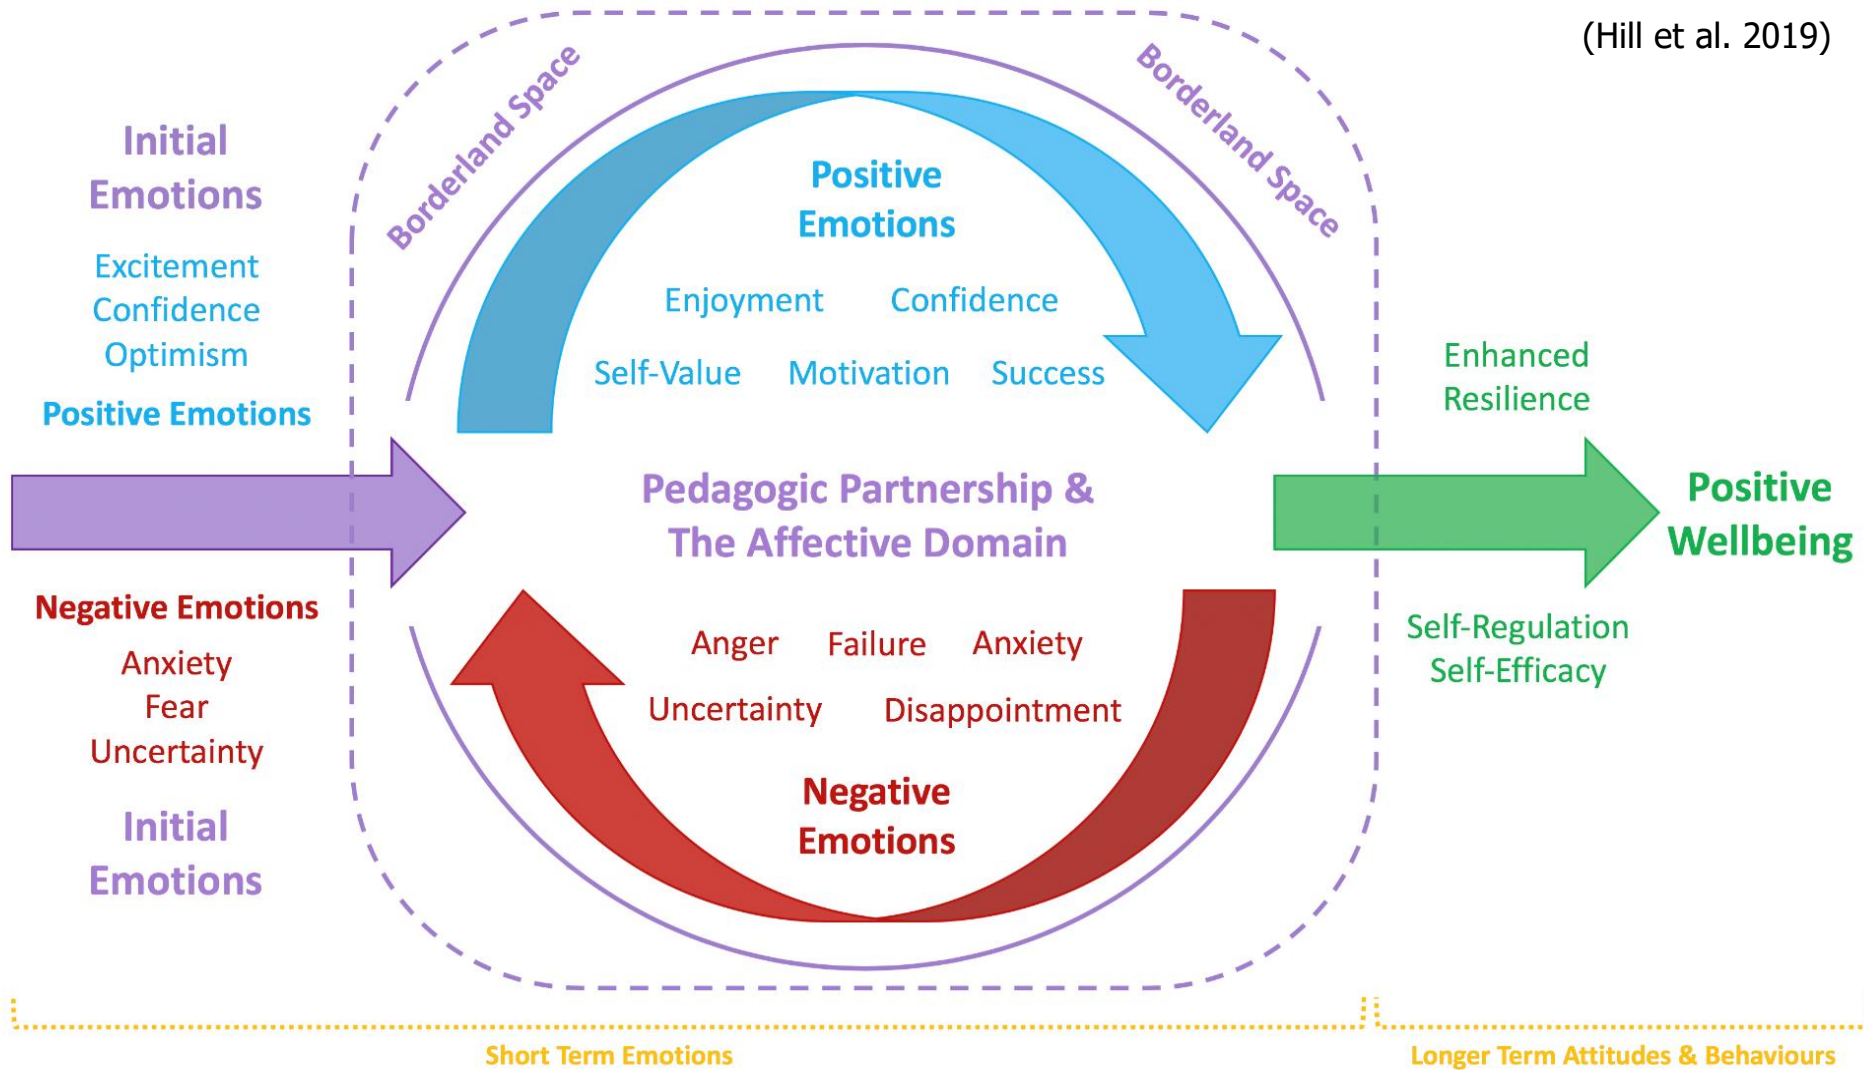 (Hill et al. 2019)
Initial
Emotions
Excitement
Confidence
Optimism
Positive Emotions
Negative Emotions
Anxiety
Fear
Uncertainty
Initial
Emotions
Borderland Space
Borderland Space
Positive
Emotions
Enjoyment Confidence
Self-Value Motivation Success
Pedagogic Partnership &
The Affective Domain
Anger Failure Anxiety
Uncertainty Disappointment
Negative
Emotions
Enhanced
Resilience
Positive
Wellbeing
Self-Regulation
Self-Efficacy
Short Term Emotions
Longer Term Attitudes & Behaviours